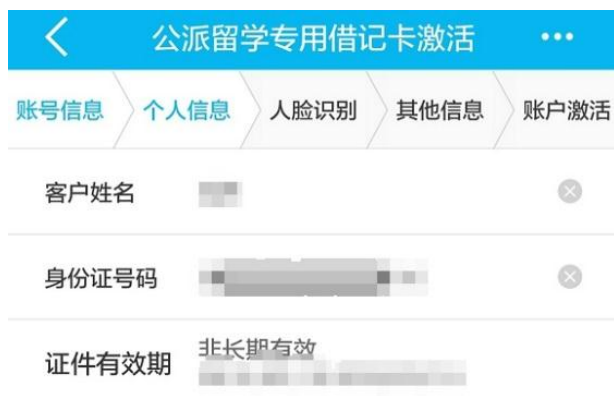 公派留学专用借记卡激活
账号信息 个人信息 人脸识别 其他信息 账户激活
客户姓名
身份证号码
证件有效期 非长期有效